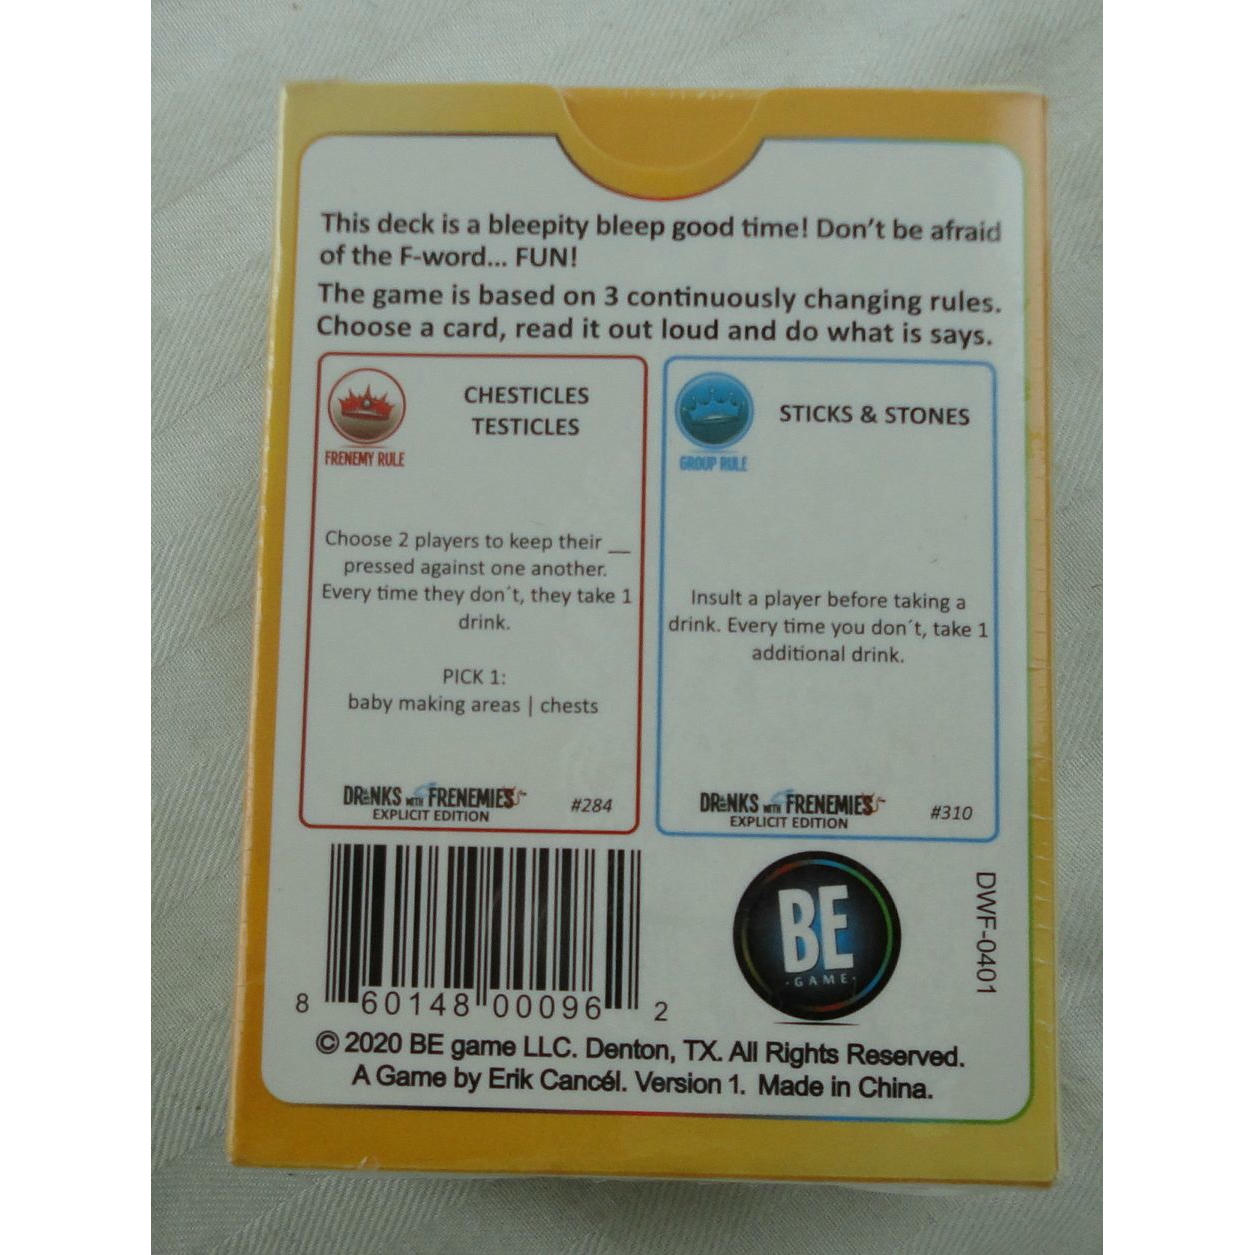 This deck is a bleepity bleep good time! Don't be afraid
of the F-word... FUN!
The game is based on 3 continuously changing rules.
Choose a card, read it out loud and do what is says.
CHESTICLES
TESTICLES
FRENEMY RULE
Choose 2 players to keep their __
pressed against one another.
Every time they don´t, they take 1
drink.
PICK 1:
baby making areas | chests
DRINKS WITH FRENEMIES™
EXPLICIT EDITION
#284
STICKS & STONES
GROUP RULE
Insult a player before taking a
drink. Every time you don´t, take 1
additional drink.
DRINKS WITH FRENEMIES™
EXPLICIT EDITION
#310
8 60148 00096 2
BE
·GAME·
DWF-0401
© 2020 BE game LLC. Denton, TX. All Rights Reserved.
A Game by Erik Cancél. Version 1. Made in China.